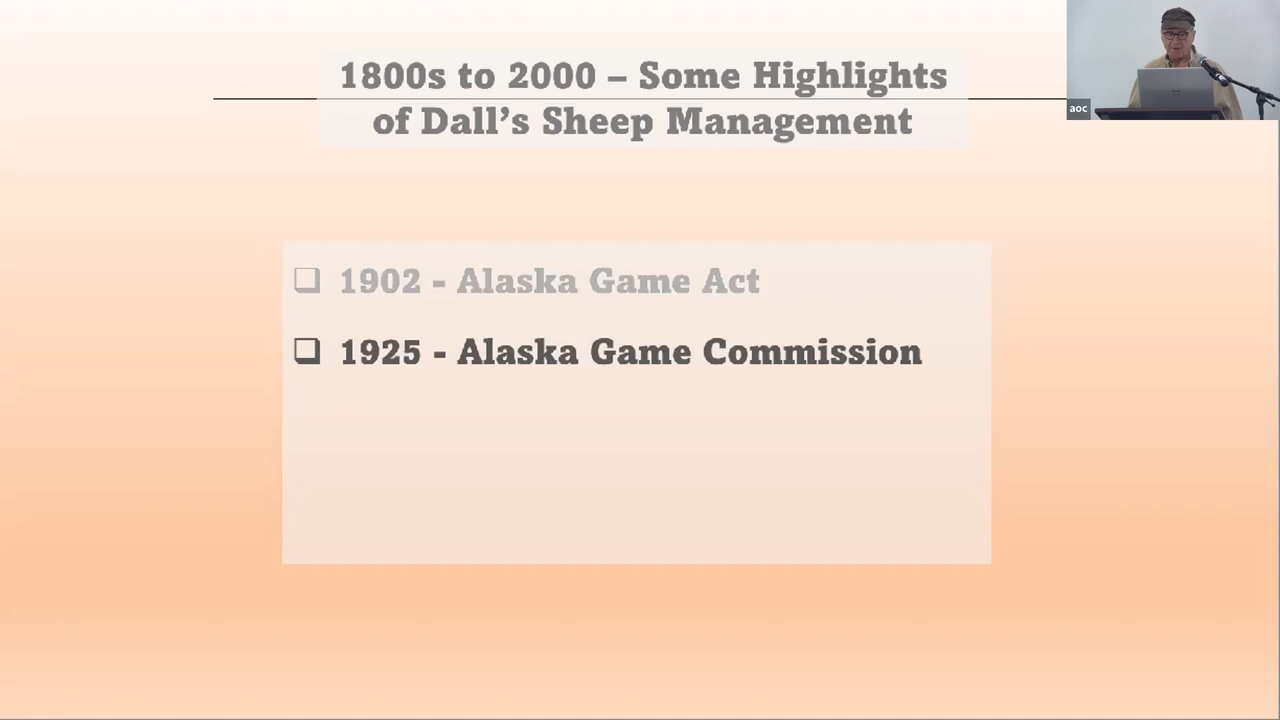 1800s to 2000 – Some Highlights
of Dall's Sheep Management
aoc
❑ 1902 - Alaska Game Act
❑ 1925 - Alaska Game Commission